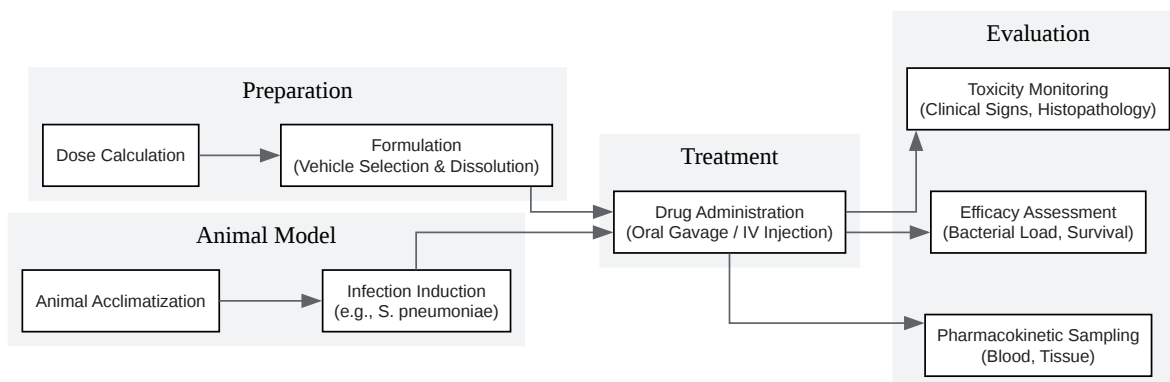 Preparation
Dose Calculation
Formulation
(Vehicle Selection & Dissolution)
Animal Model
Animal Acclimatization
Infection Induction
(e.g., S. pneumoniae)
Treatment
Drug Administration
(Oral Gavage / IV Injection)
Evaluation
Toxicity Monitoring
(Clinical Signs, Histopathology)
Efficacy Assessment
(Bacterial Load, Survival)
Pharmacokinetic Sampling
(Blood, Tissue)